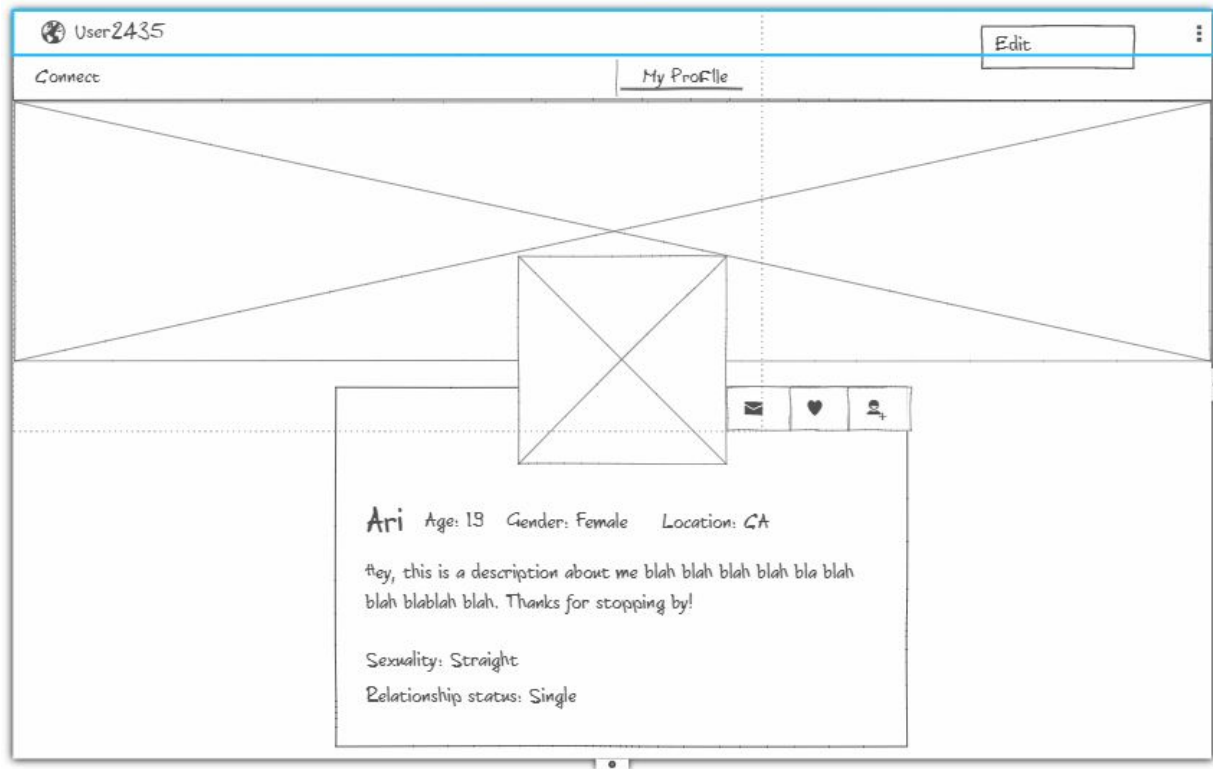 User2435
Edit
Connect
My Profile
Ari Age: 19 Gender: Female Location: CA
Hey, this is a description about me blah blah blah blah bla blah
blah blablah blah. Thanks for stopping by!
Sexuality: Straight
Relationship status: Single